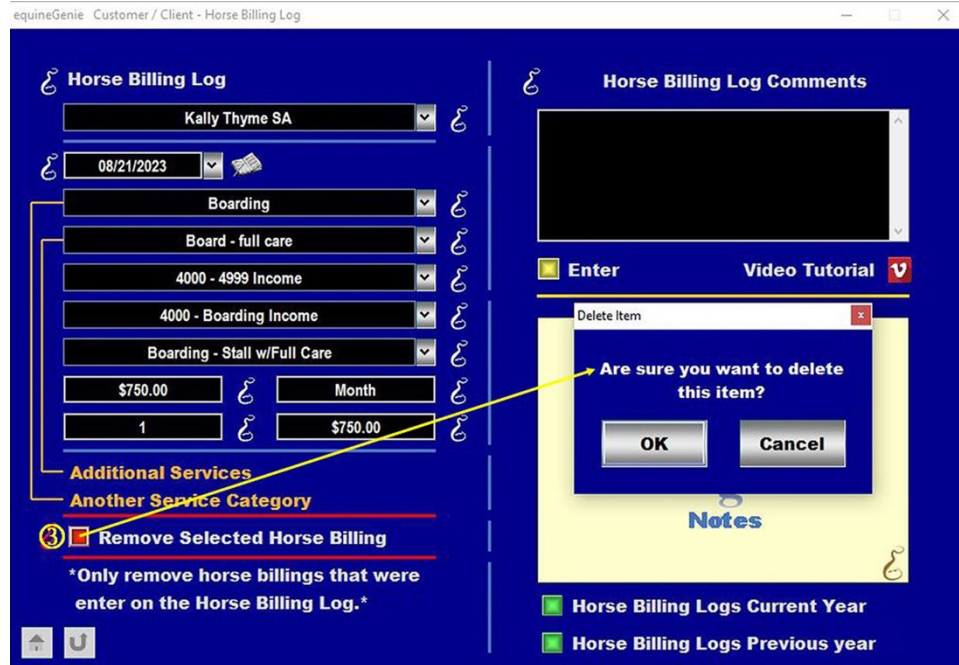 equineGenie Customer / Client - Horse Billing Log
Horse Billing Log
Kally Thyme SA
08/21/2023
Boarding
Board - full care
4000 - 4999 Income
4000 - Boarding Income
Boarding - Stall w/Full Care
$750.00 Month
1 $750.00
Additional Services
Another Service Category
3 Remove Selected Horse Billing
*Only remove horse billings that were
enter on the Horse Billing Log.*
Horse Billing Log Comments
Enter Video Tutorial
Delete Item x
Are sure you want to delete
this item?
OK Cancel
Notes
Horse Billing Logs Current Year
Horse Billing Logs Previous year